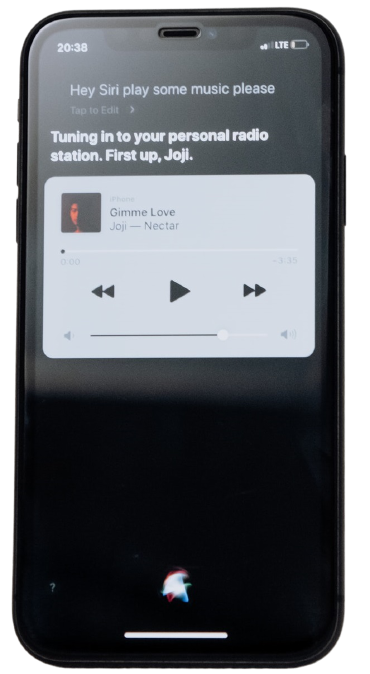 20:38
LTE
Hey Siri play some music please
Tap to Edit >
Tuning in to your personal radio
station. First up, Joji.
iPhone
Gimme Love
Joji — Nectar
0:00
-3:35
?